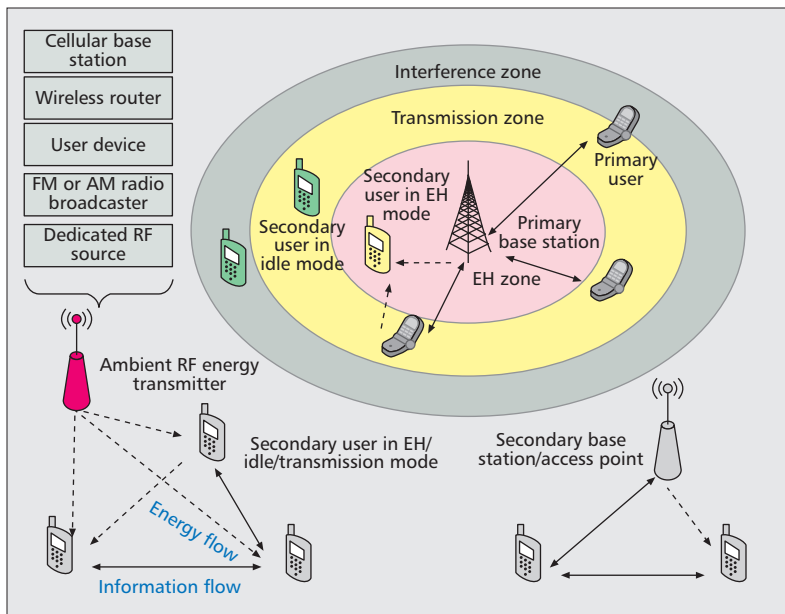 Cellular base
station
Wireless router
User device
FM or AM radio
broadcaster
Dedicated RF
source
Interference zone
Transmission zone
Primary
user
Secondary
user in EH
mode
Secondary
user in
idle mode
Primary
base station
EH zone
Ambient RF energy
transmitter
Secondary user in EH/
idle/transmission mode
Secondary base
station/access point
Energy flow
Information flow